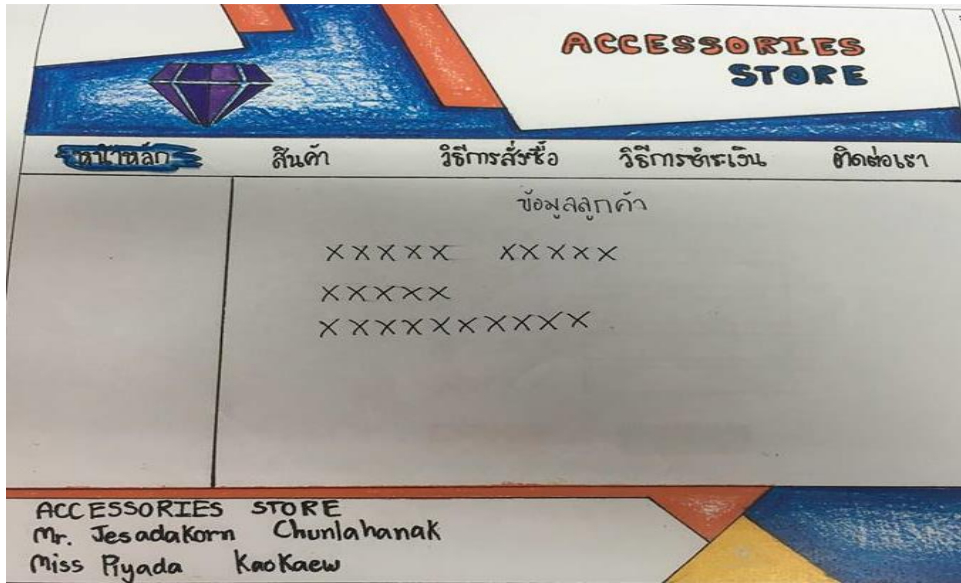 ACCESSORIES
STORE
หน้าหลัก สินค้า วิธีการสั่งซื้อ วิธีการชำระเงิน ติดต่อเรา
ข้อมูลลูกค้า
XXXXX XXXXX
XXXXX
XXXXXXXXXX
ACCESSORIES STORE
Mr. Jesadakorn Chunlahanak
Miss Piyada Kaokaew